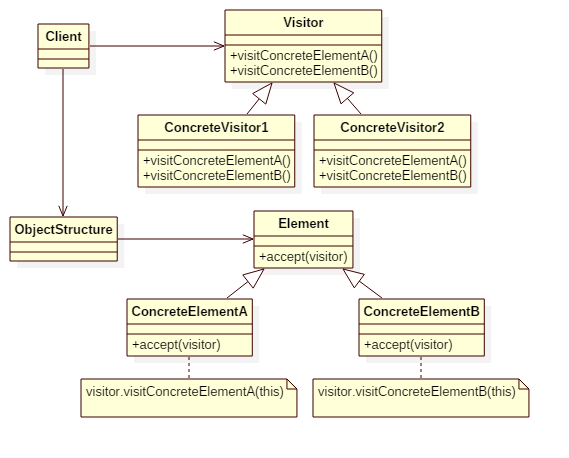 Client
Visitor
+visitConcreteElementA()
+visitConcreteElementB()
ConcreteVisitor1
+visitConcreteElementA()
+visitConcreteElementB()
ConcreteVisitor2
+visitConcreteElementA()
+visitConcreteElementB()
ObjectStructure
Element
+accept(visitor)
ConcreteElementA
+accept(visitor)
ConcreteElementB
+accept(visitor)
visitor.visitConcreteElementA(this)
visitor.visitConcreteElementB(this)